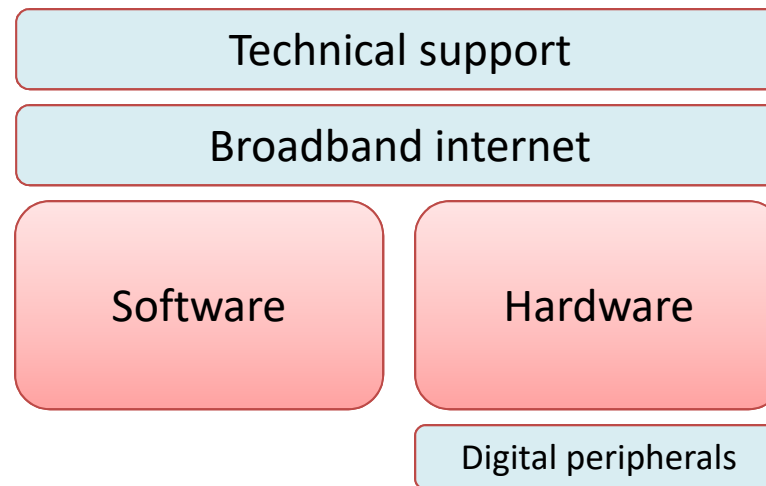 Technical support
Broadband internet
Software
Hardware
Digital peripherals